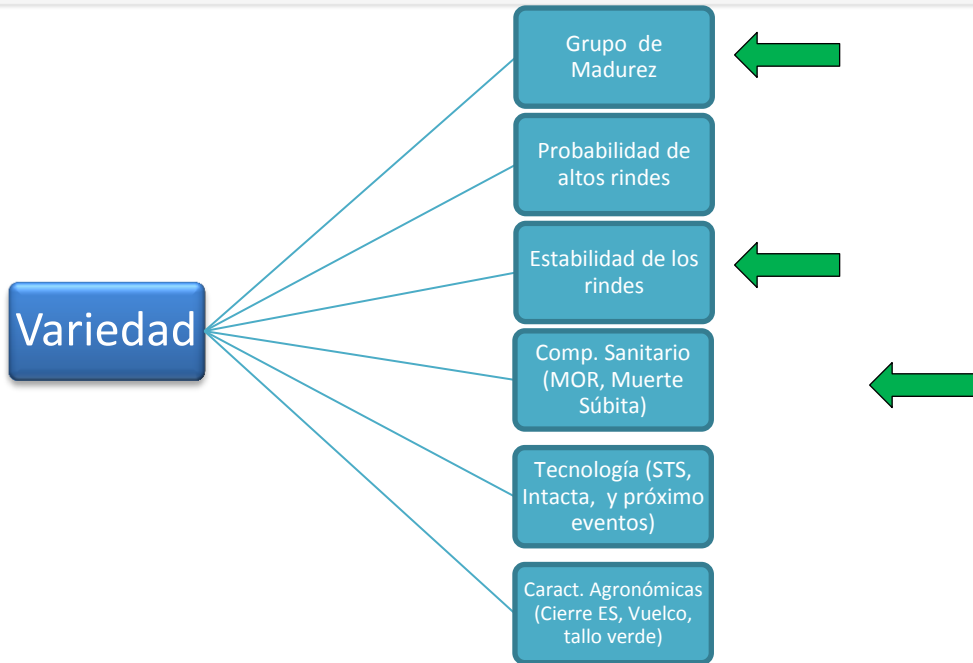 Grupo de
Madurez
Probabilidad de
altos rindes
Estabilidad de los
rindes
Variedad
Comp. Sanitario
(MOR, Muerte
Súbita)
Tecnología (STS,
Intacta, y próximo
eventos)
Caract. Agronómicas
(Cierre ES, Vuelco,
tallo verde)